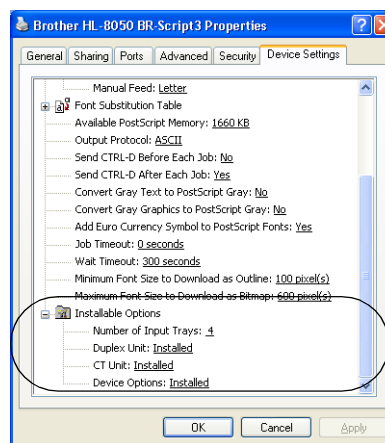 Brother HL-8050 BR-Script3 Properties
General Sharing Ports Advanced Security Device Settings
Manual Feed: Letter
Font Substitution Table
Available PostScript Memory: 1660 KB
Output Protocol: ASCII
Send CTRL-D Before Each Job: No
Send CTRL-D After Each Job: Yes
Convert Gray Text to PostScript Gray: No
Convert Gray Graphics to PostScript Gray: No
Add Euro Currency Symbol to PostScript Fonts: Yes
Job Timeout: 0 seconds
Wait Timeout: 300 seconds
Minimum Font Size to Download as Outline: 100 pixel(s)
Maximum Font Size to Download as Bitmap: 600 pixel(s)
Installable Options
Number of Input Trays: 4
Duplex Unit: Installed
CT Unit: Installed
Device Options: Installed
OK Cancel Apply